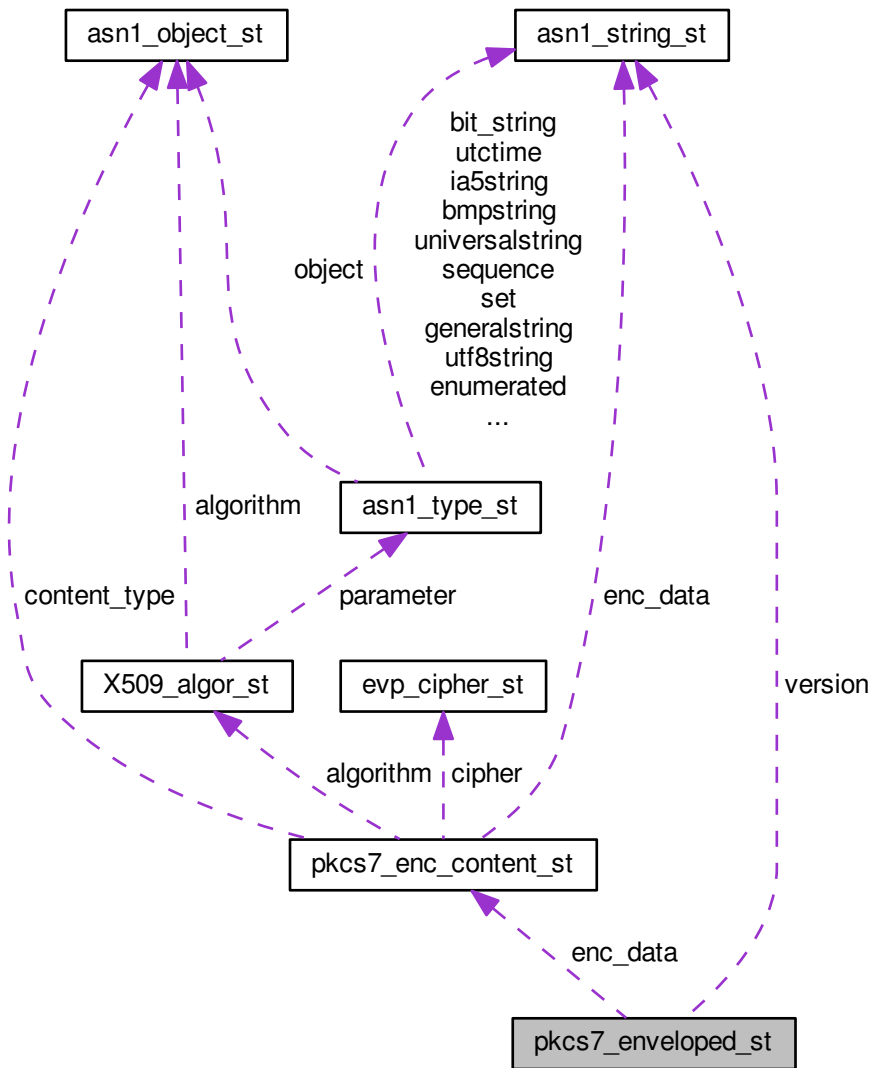 asn1_object_st
asn1_string_st
bit_string
utctime
ia5string
bmpstring
universalstring
sequence
set
generalstring
utf8string
enumerated
...
object
asn1_type_st
algorithm
content_type
parameter
enc_data
X509_algor_st
evp_cipher_st
version
algorithm
cipher
pkcs7_enc_content_st
enc_data
pkcs7_enveloped_st